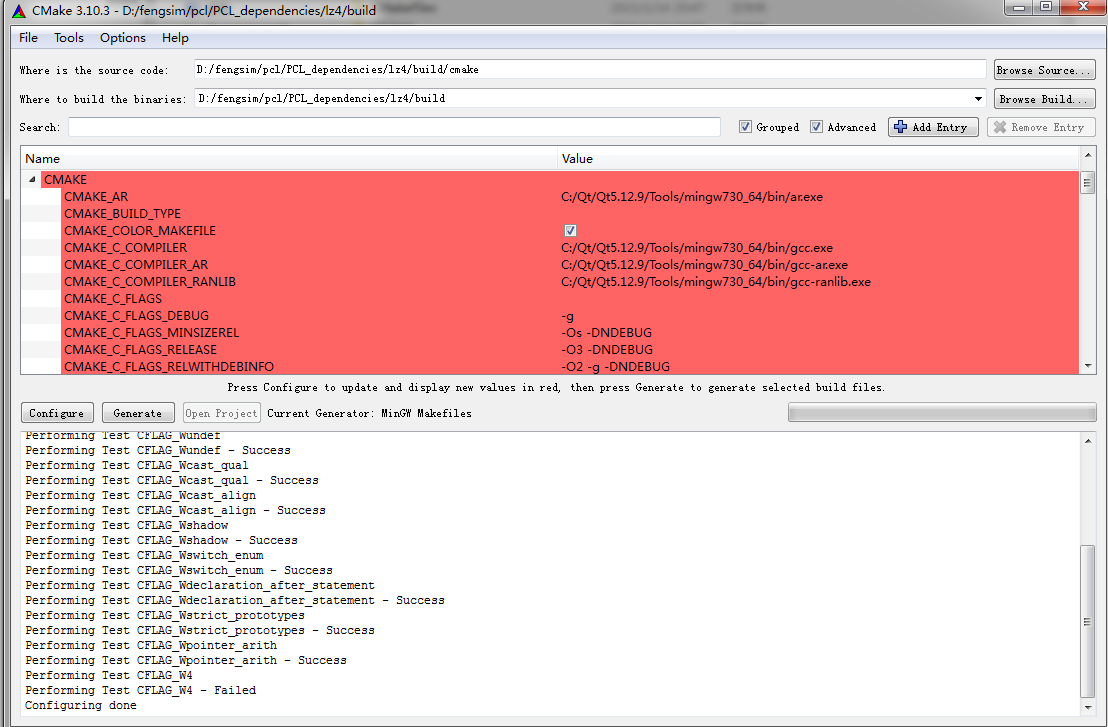 CMake 3.10.3 - D:/fengsim/pcl/PCL_dependencies/lz4/build
File Tools Options Help
Where is the source code: D:/fengsim/pcl/PCL_dependencies/lz4/build/cmake Browse Source...
Where to build the binaries: D:/fengsim/pcl/PCL_dependencies/lz4/build Browse Build...
Search: Grouped Advanced Add Entry Remove Entry
Name Value
CMAKE
CMAKE_AR C:/Qt/Qt5.12.9/Tools/mingw730_64/bin/ar.exe
CMAKE_BUILD_TYPE
CMAKE_COLOR_MAKEFILE
CMAKE_C_COMPILER C:/Qt/Qt5.12.9/Tools/mingw730_64/bin/gcc.exe
CMAKE_C_COMPILER_AR C:/Qt/Qt5.12.9/Tools/mingw730_64/bin/gcc-ar.exe
CMAKE_C_COMPILER_RANLIB C:/Qt/Qt5.12.9/Tools/mingw730_64/bin/gcc-ranlib.exe
CMAKE_C_FLAGS
CMAKE_C_FLAGS_DEBUG -g
CMAKE_C_FLAGS_MINSIZEREL -Os -DNDEBUG
CMAKE_C_FLAGS_RELEASE -O3 -DNDEBUG
CMAKE_C_FLAGS_RELWITHDEBINFO -O2 -g -DNDEBUG
Press Configure to update and display new values in red, then press Generate to generate selected build files.
Configure Generate Open Project Current Generator: MinGW Makefiles
Performing Test CFLAG_Wundef
Performing Test CFLAG_Wundef - Success
Performing Test CFLAG_Wcast_qual
Performing Test CFLAG_Wcast_qual - Success
Performing Test CFLAG_Wcast_align
Performing Test CFLAG_Wcast_align - Success
Performing Test CFLAG_Wshadow
Performing Test CFLAG_Wshadow - Success
Performing Test CFLAG_Wswitch_enum
Performing Test CFLAG_Wswitch_enum - Success
Performing Test CFLAG_Wdeclaration_after_statement
Performing Test CFLAG_Wdeclaration_after_statement - Success
Performing Test CFLAG_Wstrict_prototypes
Performing Test CFLAG_Wstrict_prototypes - Success
Performing Test CFLAG_Wpointer_arith
Performing Test CFLAG_Wpointer_arith - Success
Performing Test CFLAG_W4
Performing Test CFLAG_W4 - Failed
Configuring done